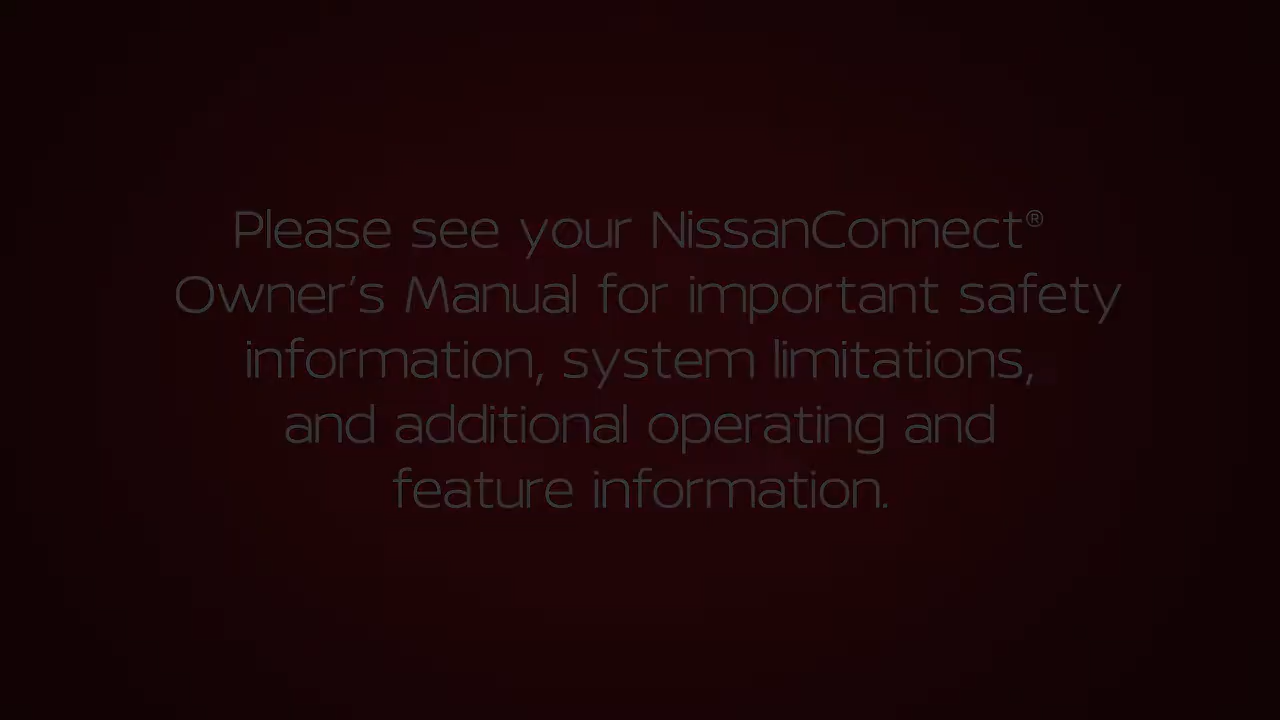 Please see your NissanConnect®
Owner's Manual for important safety
information, system limitations,
and additional operating and
feature information.